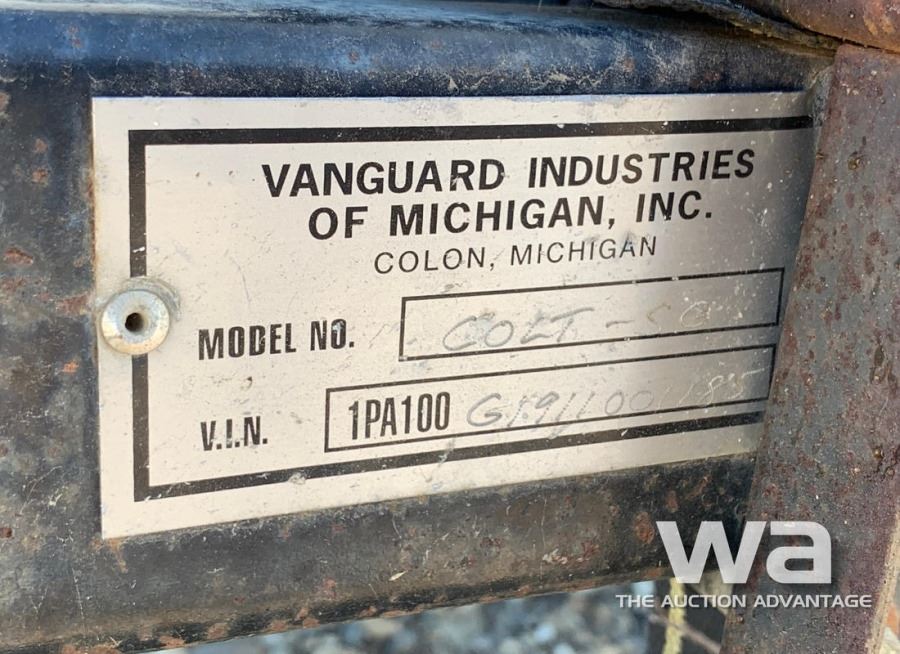 VANGUARD INDUSTRIES
OF MICHIGAN, INC.
COLON, MICHIGAN
MODEL NO. COLT -
V.I.N. 1PA100
wa
THE AUCTION ADVANTAGE